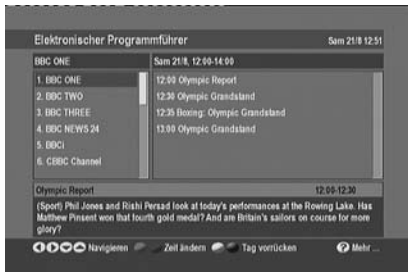 Elektronischer Programmführer Sam 21/8 12:51
BBC ONE Sam 21/8, 12:00-14:00
1. BBC ONE 12:00 Olympic Report
2. BBC TWO 12:30 Olympic Grandstand
3. BBC THREE 12:35 Boxing: Olympic Grandstand
4. BBC NEWS 24 13:00 Olympic Grandstand
5. BBCi
6. CBBC Channel
Olympic Report 12:00-12:30
(Sport) Phil Jones and Rishi Persad look at today's performances at the Rowing Lake. Has
Matthew Pinsent won that fourth gold medal? And are Britain's sailors on course for more
glory?
Navigieren Zeit ändern Tag vorrücken ? Mehr ...